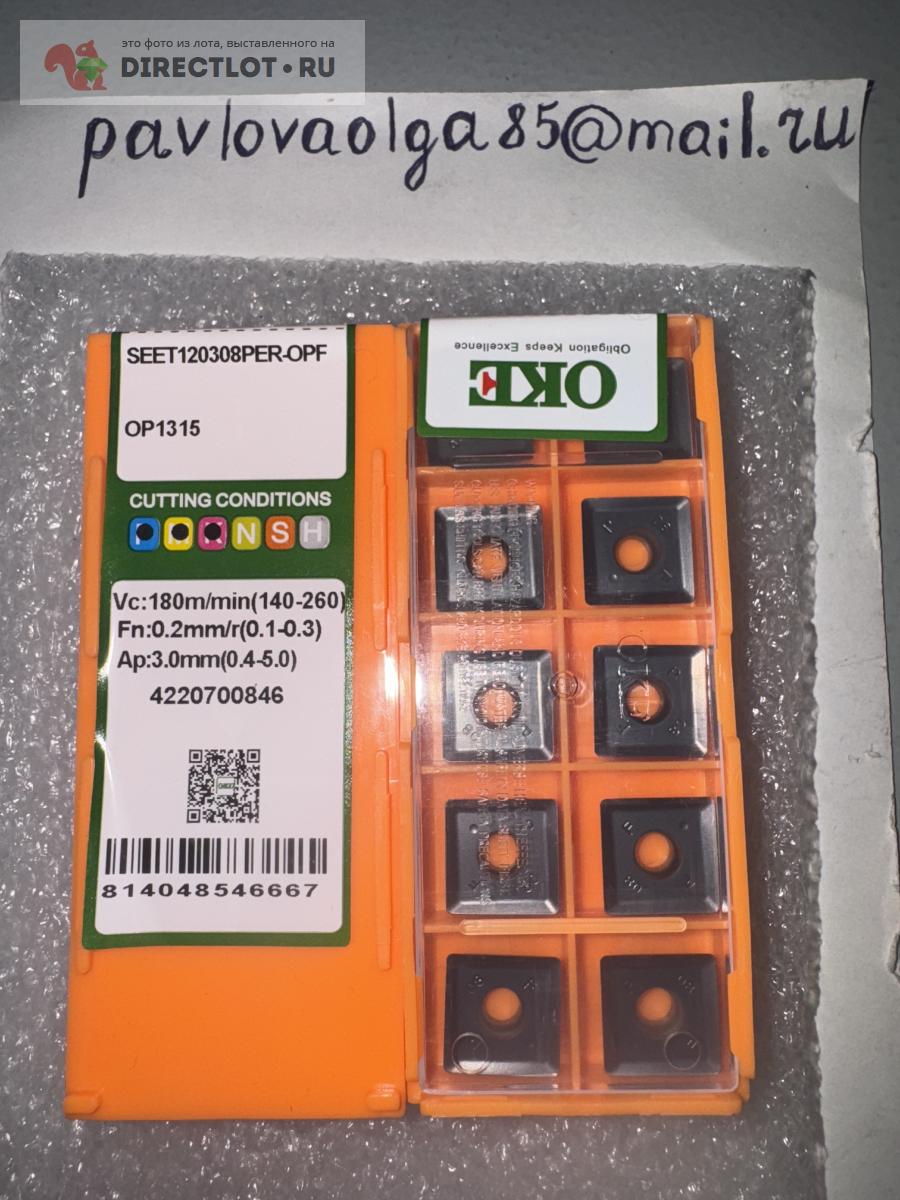 это фото из лота, выставленного на
DIRECTLOT.RU
pavlovaolga85@mail.ru
SEET120308PER-OPF
OP1315
CUTTING CONDITIONS
P M K N S H
Vc:180m/min(140-260)
Fn:0.2mm/r(0.1-0.3)
Ap:3.0mm(0.4-5.0)
4220700846
814048546667
Obligation Keeps Excellence
OKE